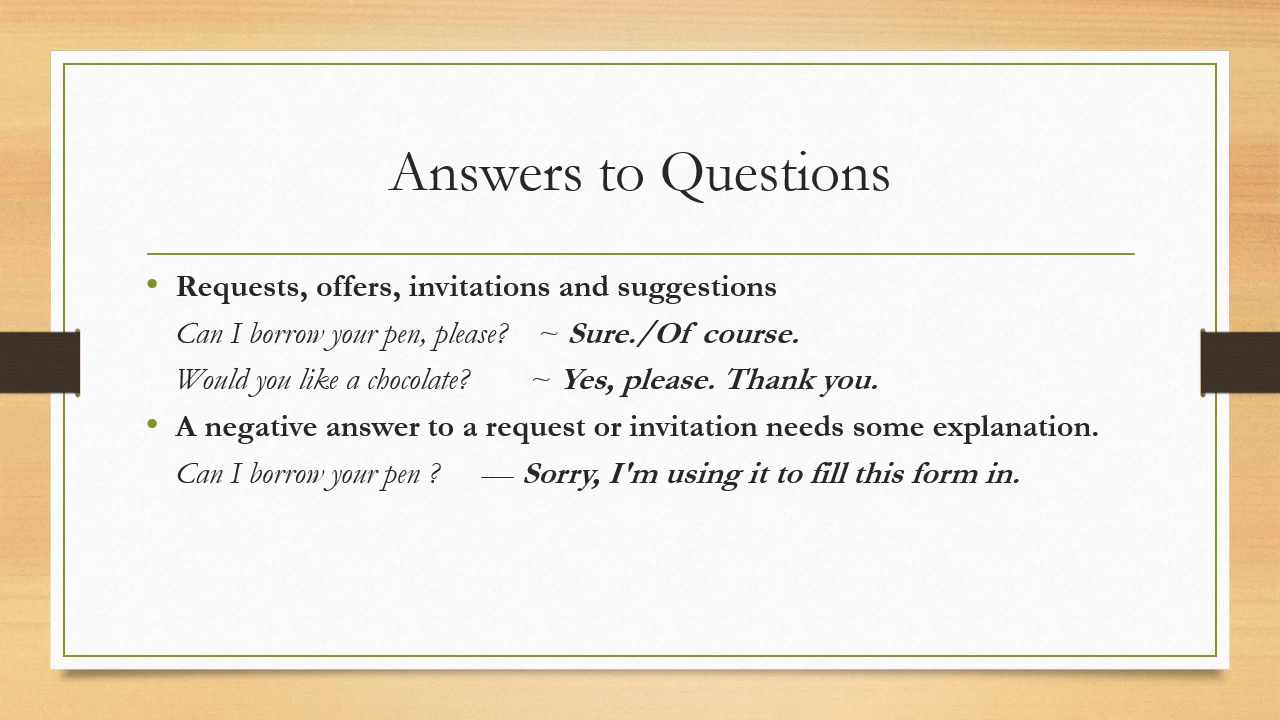 Answers to Questions
• Requests, offers, invitations and suggestions
Can I borrow your pen, please? ~ Sure./Of course.
Would you like a chocolate? ~ Yes, please. Thank you.
• A negative answer to a request or invitation needs some explanation.
Can I borrow your pen ? — Sorry, I'm using it to fill this form in.